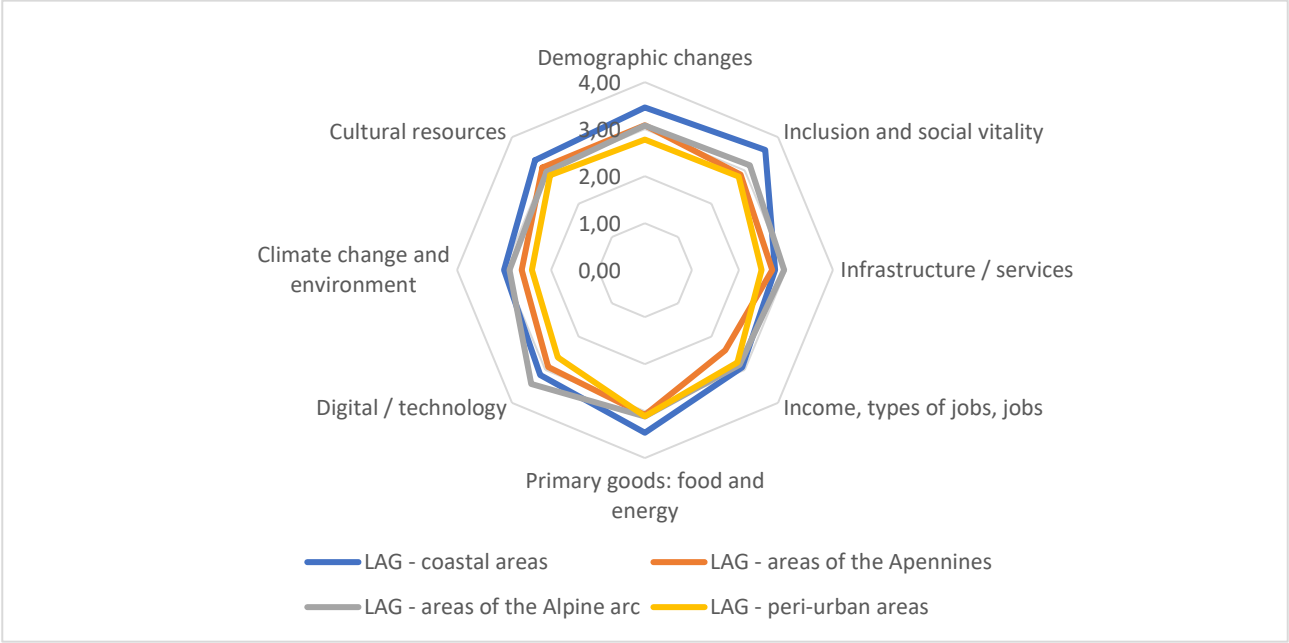 Demographic changes
4,00
Cultural resources
3,00
Inclusion and social vitality
2,00
1,00
Climate change and
environment
0,00
Infrastructure / services
Digital / technology
Income, types of jobs, jobs
Primary goods: food and
energy
LAG - coastal areas
LAG - areas of the Apennines
LAG - areas of the Alpine arc
LAG - peri-urban areas